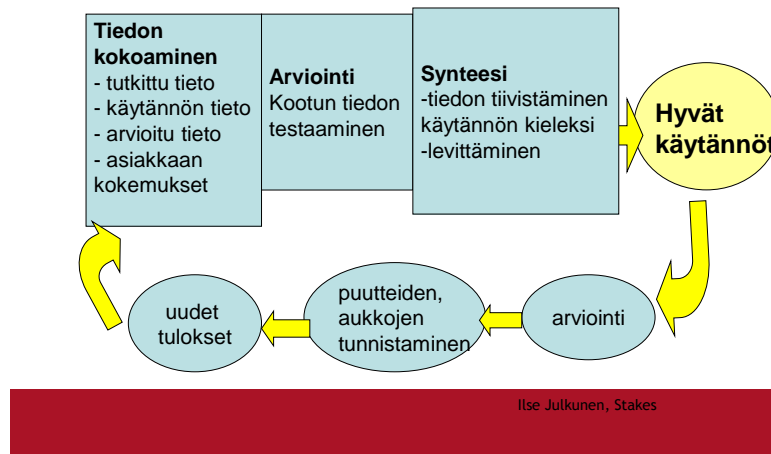 Tiedon
kokoaminen
- tutkittu tieto
- käytännön tieto
- arvioitu tieto
- asiakkaan
kokemukset
Arviointi
Kootun tiedon
testaaminen
Synteesi
-tiedon tiivistäminen
käytännön kieleksi
-levittäminen
Hyvät
käytännöt
uudet
tulokset
puutteiden,
aukkojen
tunnistaminen
arviointi
Ilse Julkunen, Stakes